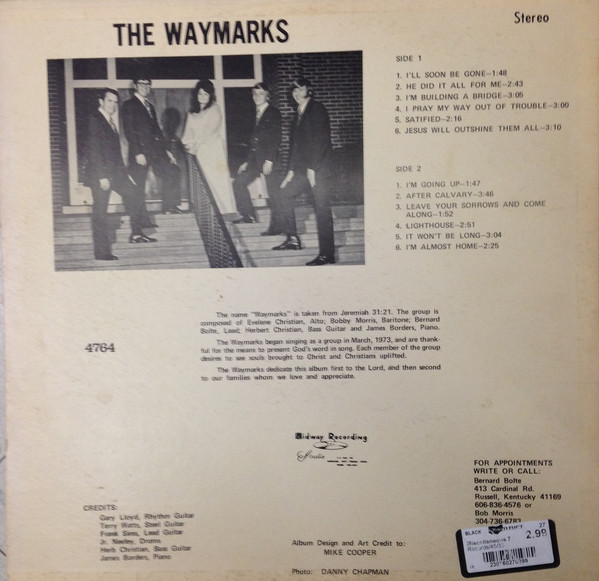 Stereo
THE WAYMARKS
SIDE 1
1. I'LL SOON BE GONE—1:48
2. HE DID IT ALL FOR ME—2:43
3. I'M BUILDING A BRIDGE—3:05
4. I PRAY MY WAY OUT OF TROUBLE—3:00
5. SATIFIED—2:16
6. JESUS WILL OUTSHINE THEM ALL—3:10
SIDE 2
1. I'M GOING UP—1:47
2. AFTER CALVARY—3:46
3. LEAVE YOUR SORROWS AND COME
ALONG—1:52
4. LIGHTHOUSE—2:51
5. IT WON'T BE LONG—3:04
6. I'M ALMOST HOME—2:25
The name "Waymarks" is taken from Jeremiah 31:21. The group is
composed of Evelene Christian, Alto; Bobby Morris, Baritone; Bernard
Bolte, Lead; Herbert Christian, Bass Guitar and James Borders, Piano.
The Waymarks began singing as a group in March, 1973, and are thank-
ful for the means to present God's word in song. Each member of the group
desires to see souls brought to Christ and Christians uplifted.
The Waymarks dedicate this album first to the Lord, and then second
to our families whom we love and appreciate.
4764
Midway Recording
Studio
FOR APPOINTMENTS
WRITE OR CALL:
Bernard Bolte
413 Cardinal Rd.
Russell, Kentucky 41169
606-836-4576 or
Bob Morris
304-736-6783
CREDITS:
Gary Lloyd, Rhythm Guitar
Terry Watts, Steel Guitar
Frank Sims, Lead Guitar
Jr. Neeley, Drums
Herb Christian, Bass Guitar
James Borders, Piano
Album Design and Art Credit to:
MIKE COOPER
Photo: DANNY CHAPMAN
BLACK
27
2.99